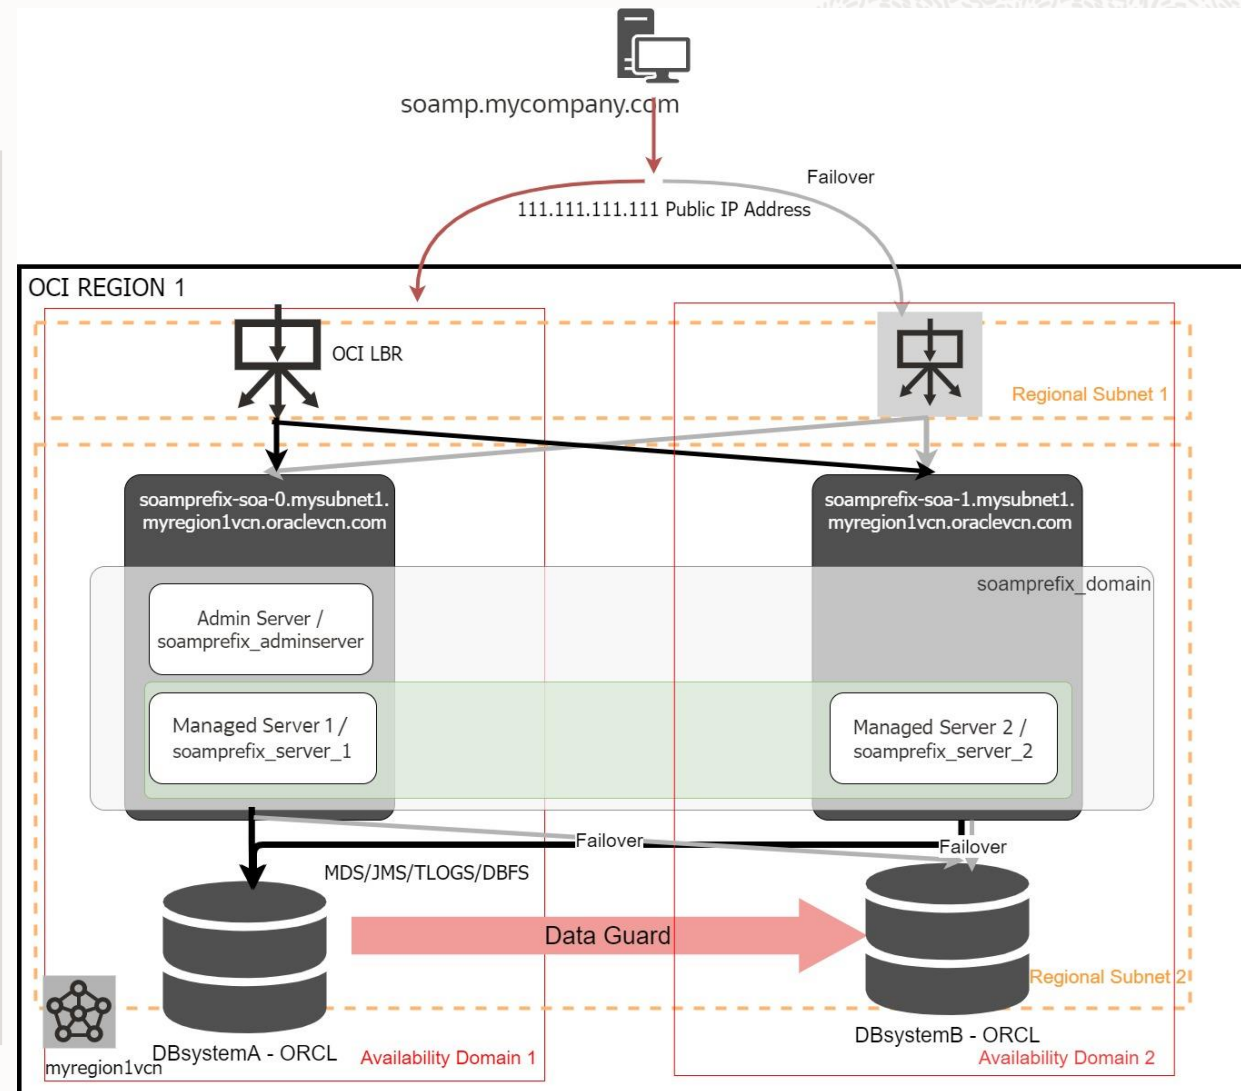 soamp.mycompany.com
Failover
111.111.111.111 Public IP Address
OCI REGION 1
OCI LBR
Regional Subnet 1
soamprefix-soa-0.mysubnet1.
myregion1vcn.oraclevcn.com
soamprefix-soa-1.mysubnet1.
myregion1vcn.oraclevcn.com
soamprefix_domain
Admin Server /
soamprefix_adminserver
Managed Server 1 /
soamprefix_server_1
Managed Server 2 /
soamprefix_server_2
Failover
Failover
MDS/JMS/TLOGS/DBFS
Data Guard
Regional Subnet 2
DBsystemA - ORCL
DBsystemB - ORCL
myregion1vcn
Availability Domain 1
Availability Domain 2